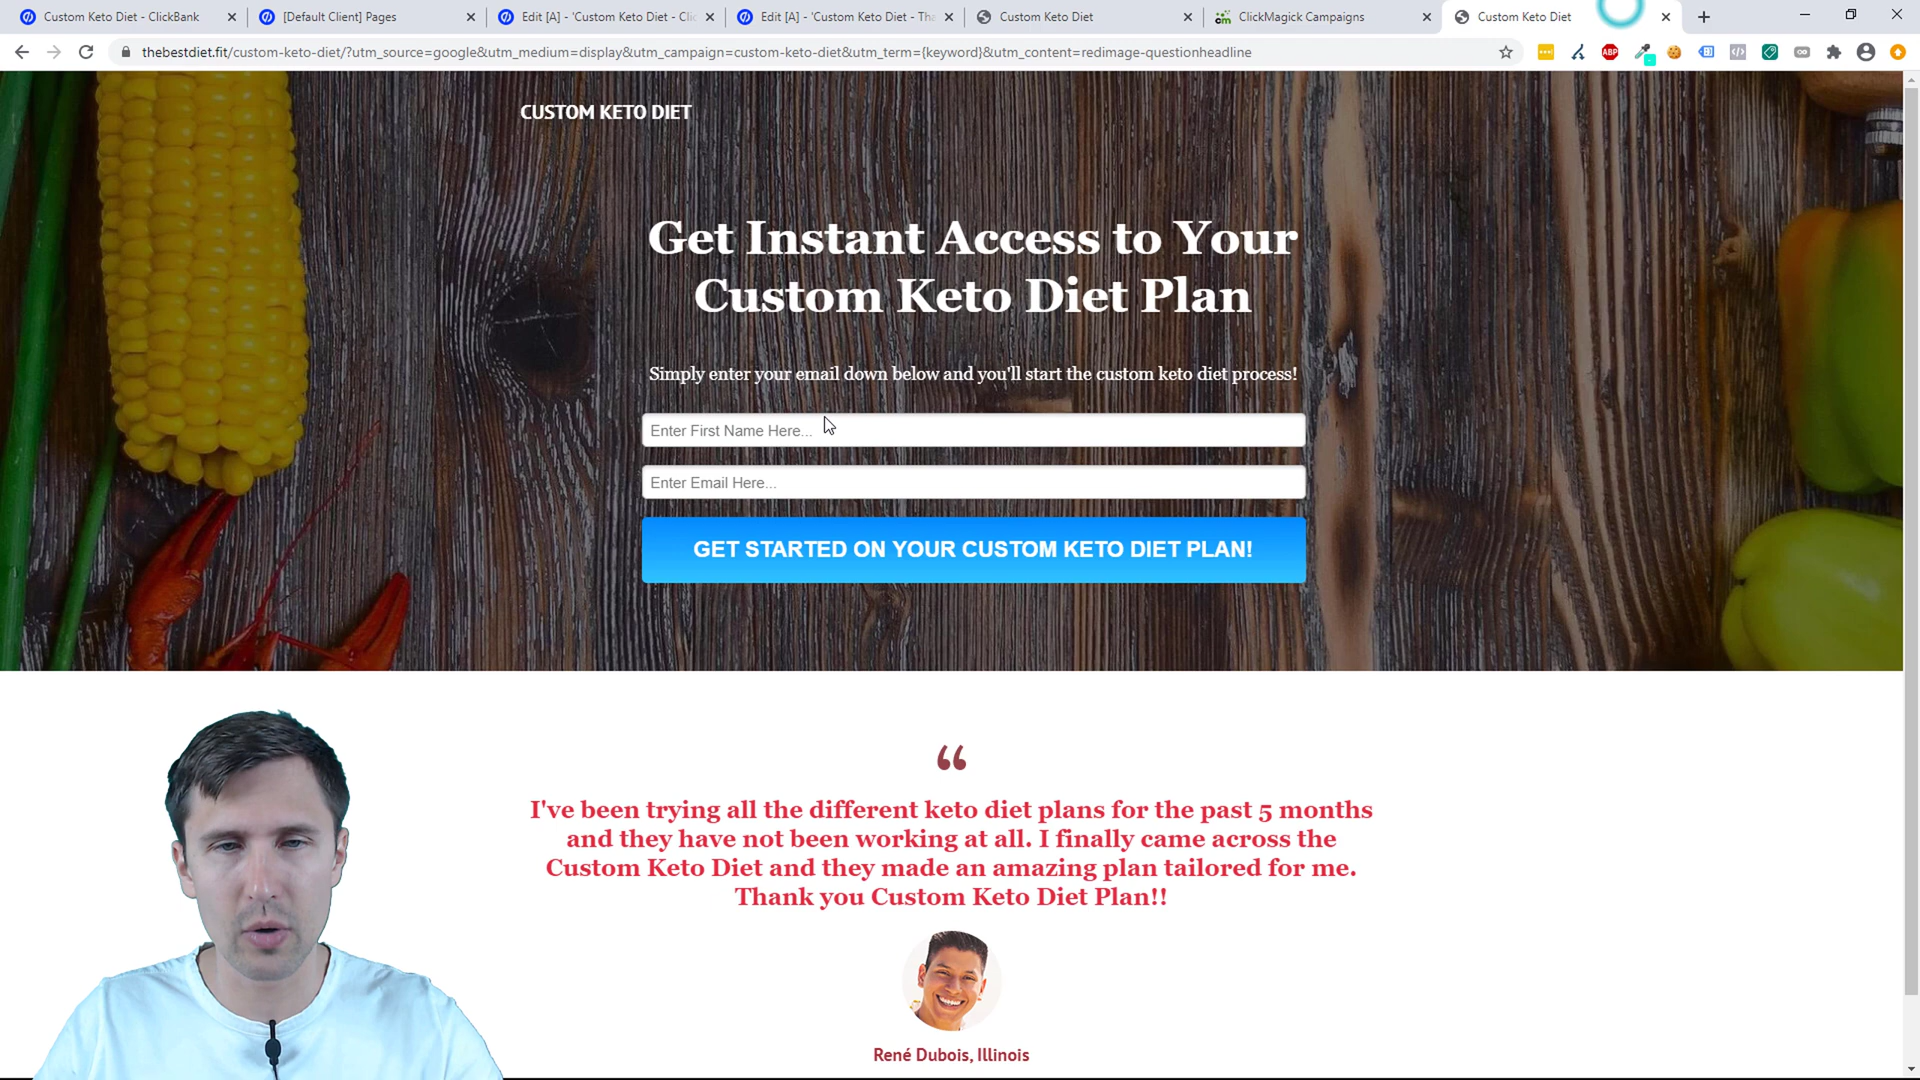 Custom Keto Diet - ClickBank
[Default Client] Pages
Edit [A] - 'Custom Keto Diet - Clic
Edit [A] - 'Custom Keto Diet - Tha
Custom Keto Diet
ClickMagick Campaigns
Custom Keto Diet
thebestdiet.fit/custom-keto-diet/?utm_source=google&utm_medium=display&utm_campaign=custom-keto-diet&utm_term={keyword}&utm_content=redimage-questionheadline
ABP
CUSTOM KETO DIET
Get Instant Access to Your
Custom Keto Diet Plan
Simply enter your email down below and you'll start the custom keto diet process!
Enter First Name Here...
Enter Email Here...
GET STARTED ON YOUR CUSTOM KETO DIET PLAN!
“
I've been trying all the different keto diet plans for the past 5 months
and they have not been working at all. I finally came across the
Custom Keto Diet and they made an amazing plan tailored for me.
Thank you Custom Keto Diet Plan!!
René Dubois, Illinois